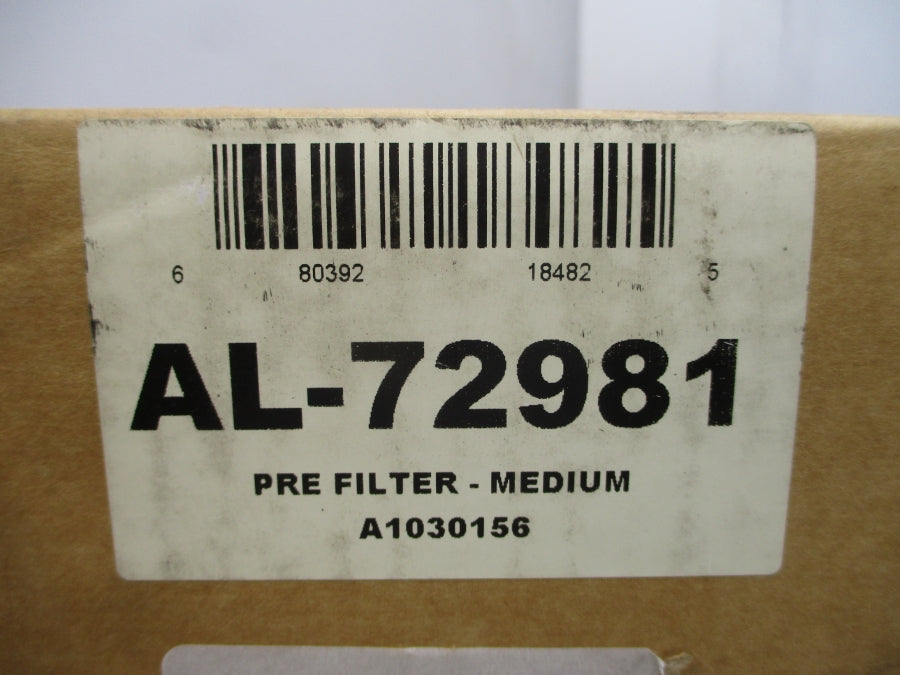 6 80392 18482 5
AL-72981
PRE FILTER - MEDIUM
A1030156